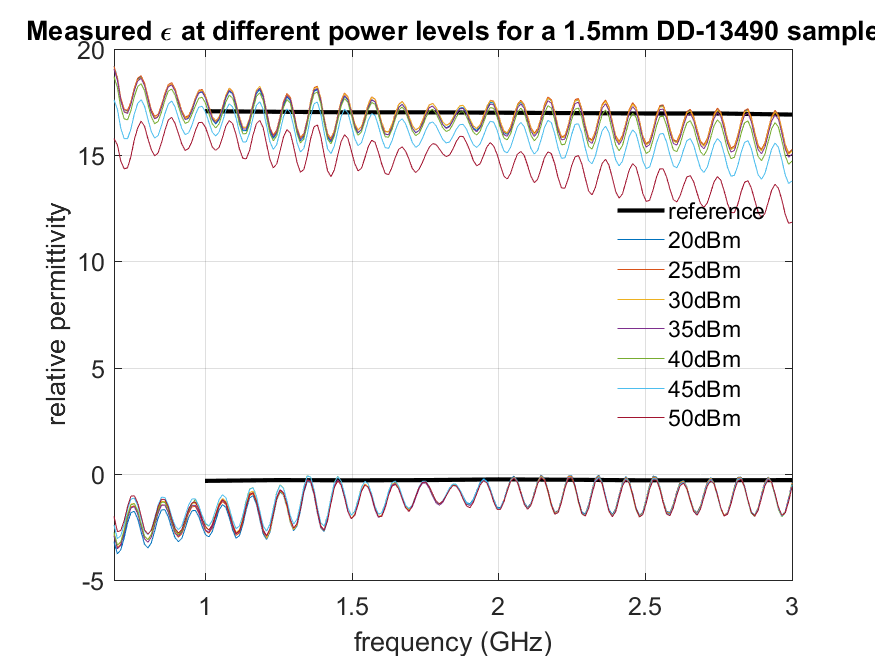 Measured ϵ at different power levels for a 1.5mm DD-13490 sample
20
15
10
5
0
-5
relative permittivity
reference
20dBm
25dBm
30dBm
35dBm
40dBm
45dBm
50dBm
1
1.5
2
2.5
3
frequency (GHz)